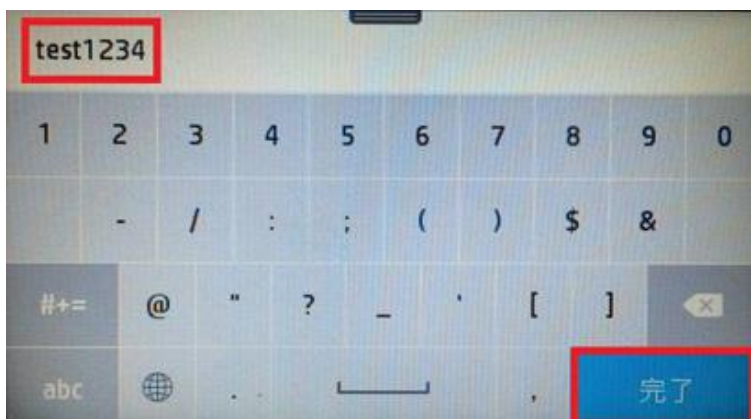 test1234
1 2 3 4 5 6 7 8 9 0
- / : ; ( ) $ &
#+= @ " ? _ ' [ ]
abc . , 完了